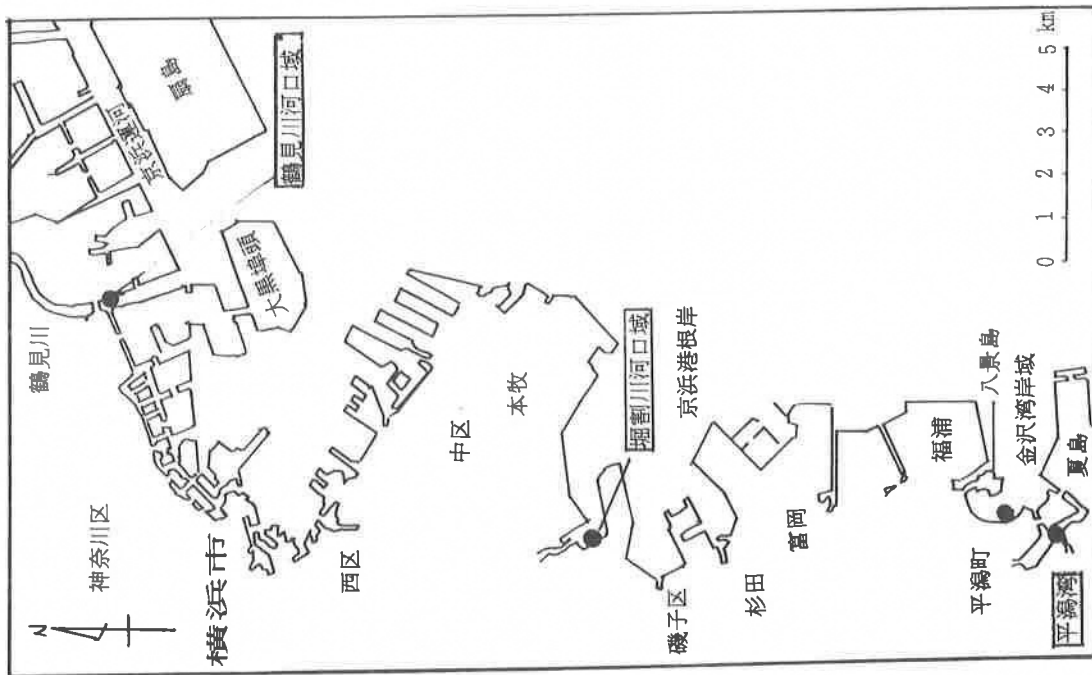 N
神奈川区
鶴見川
横浜市
京浜運河
扇島
鶴見川河口域
大黒埠頭
西区
中区
本牧
堀割川河口域
京浜港根岸
磯子区
杉田
富岡
福浦
八景島
金沢湾岸域
平潟町
夏島
平潟湾
0 1 2 3 4 5 km